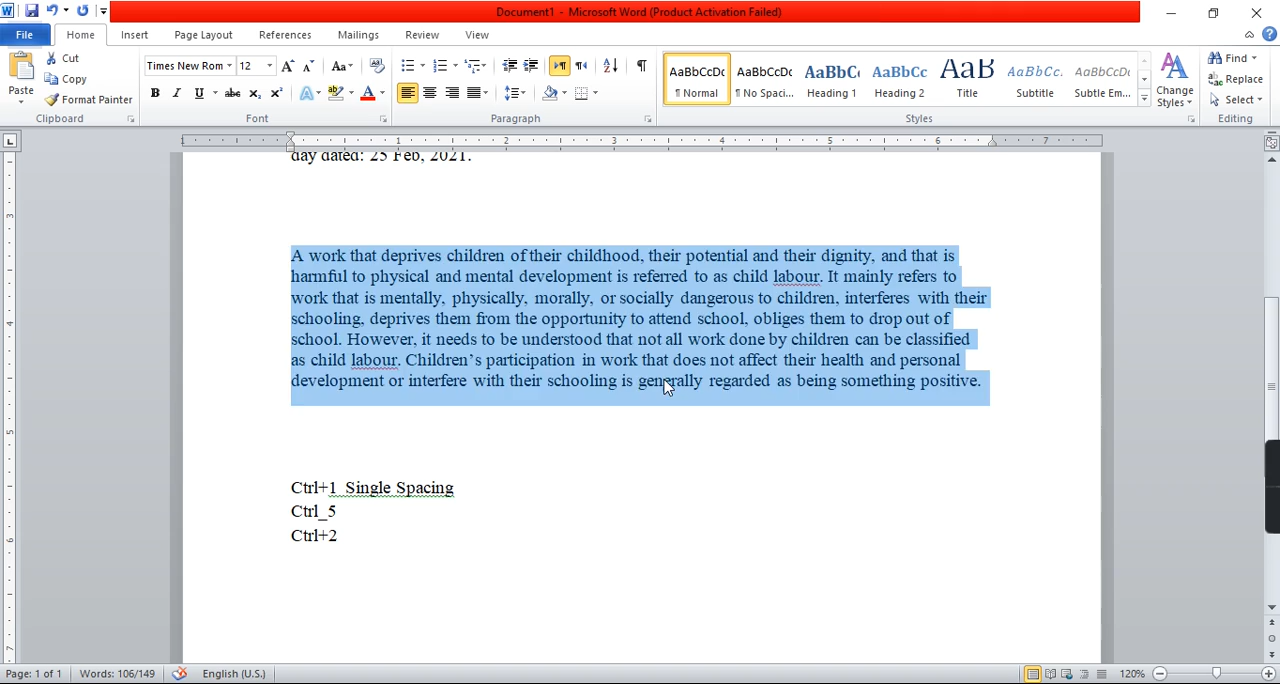 Document1 - Microsoft Word (Product Activation Failed)
File Home Insert Page Layout References Mailings Review View
Paste
Cut
Copy
Format Painter
Clipboard
Times New Rom 12
Font
Paragraph
AaBbCcDc AaBbCcDc AaBbC AaBbCc AaB AaBbCc. AaBbCcD
¶ Normal ¶ No Spaci... Heading 1 Heading 2 Title Subtitle Subtle Em...
Change Styles
Styles
Find
Replace
Select
Editing
day dated: 25 Feb, 2021.
A work that deprives children of their childhood, their potential and their dignity, and that is
harmful to physical and mental development is referred to as child labour. It mainly refers to
work that is mentally, physically, morally, or socially dangerous to children, interferes with their
schooling, deprives them from the opportunity to attend school, obliges them to drop out of
school. However, it needs to be understood that not all work done by children can be classified
as child labour. Children’s participation in work that does not affect their health and personal
development or interfere with their schooling is generally regarded as being something positive.
Ctrl+1 Single Spacing
Ctrl_5
Ctrl+2
Page: 1 of 1 Words: 106/149 English (U.S.) 120%